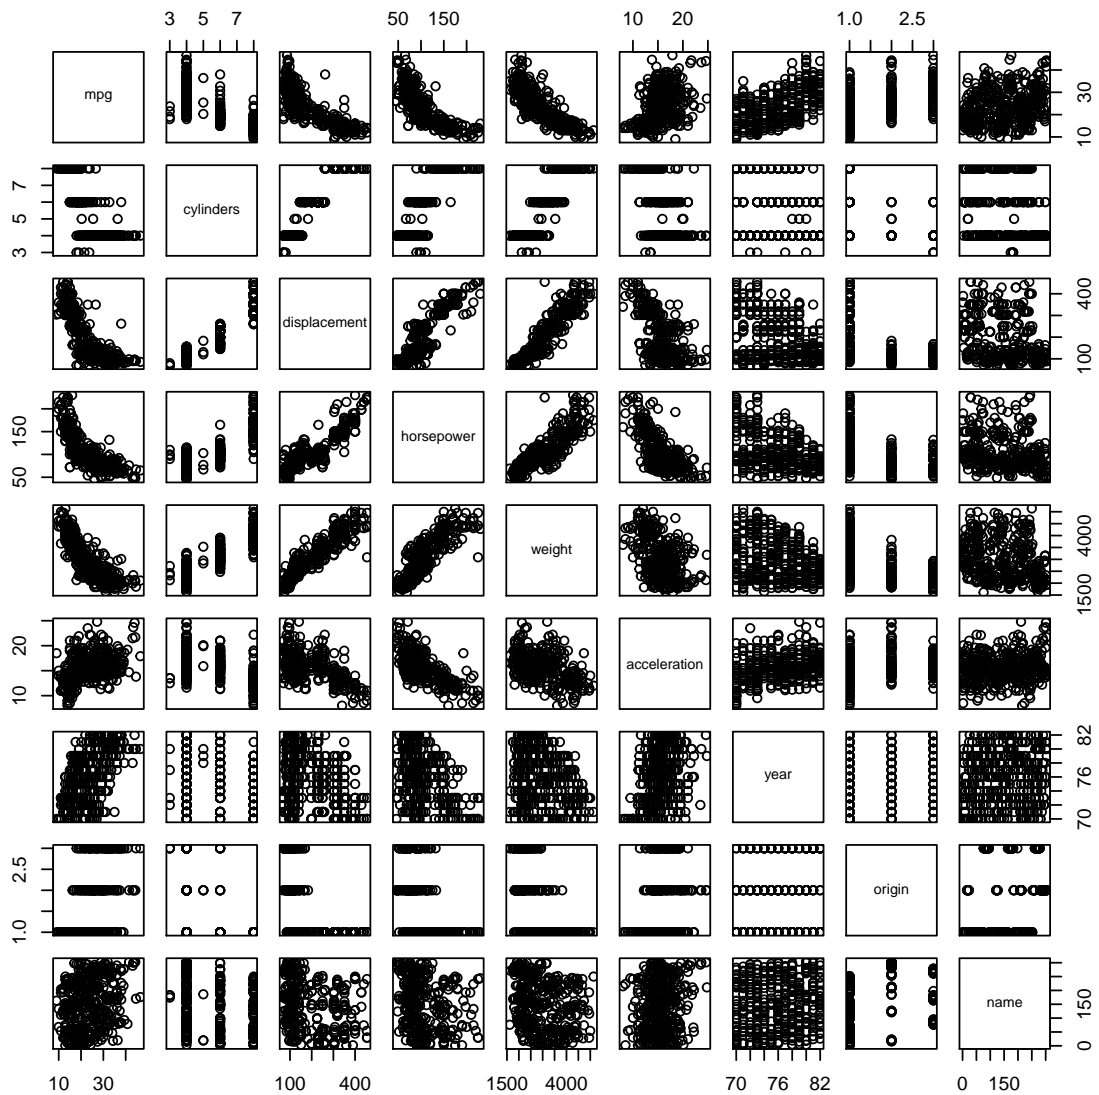 3 5 7 50 150 10 20 1.0 2.5
mpg 10 30
3 5 7 cylinders
displacement 100 400
50 150 horsepower
weight 1500 4000
10 20 acceleration
year 70 76 82
1.0 2.5 origin
name 0 150
10 30 100 400 1500 4000 70 76 82 0 150